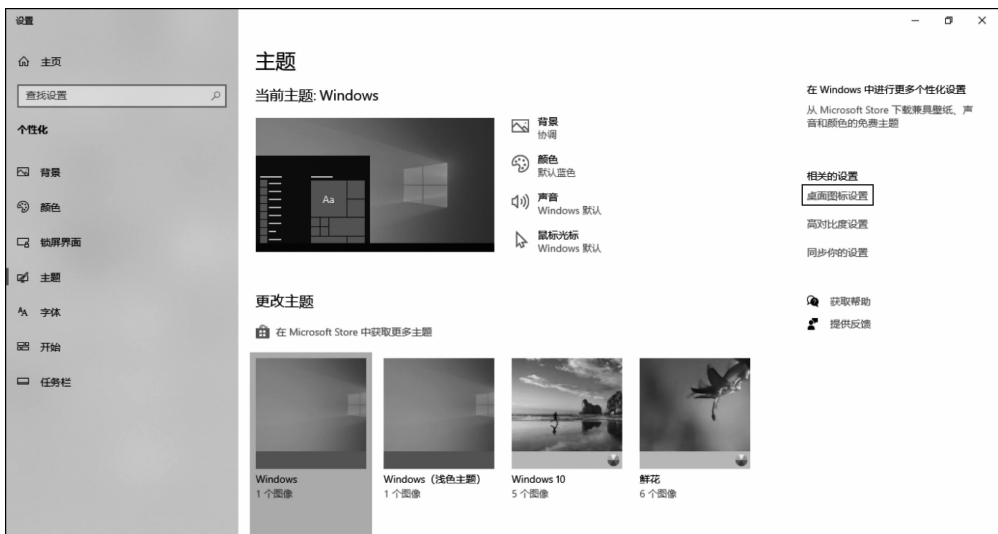 设置
主页
查找设置
个性化
背景
颜色
锁屏界面
主题
字体
开始
任务栏
主题
当前主题: Windows
Aa
背景
协调
颜色
默认蓝色
声音
Windows 默认
鼠标光标
Windows 默认
更改主题
在 Microsoft Store 中获取更多主题
Windows
1 个图像
Windows（浅色主题）
1 个图像
Windows 10
5 个图像
鲜花
6 个图像
在 Windows 中进行更多个性化设置
从 Microsoft Store 下载兼具壁纸、声
音和颜色的免费主题
相关的设置
桌面图标设置
高对比度设置
同步你的设置
获取帮助
提供反馈